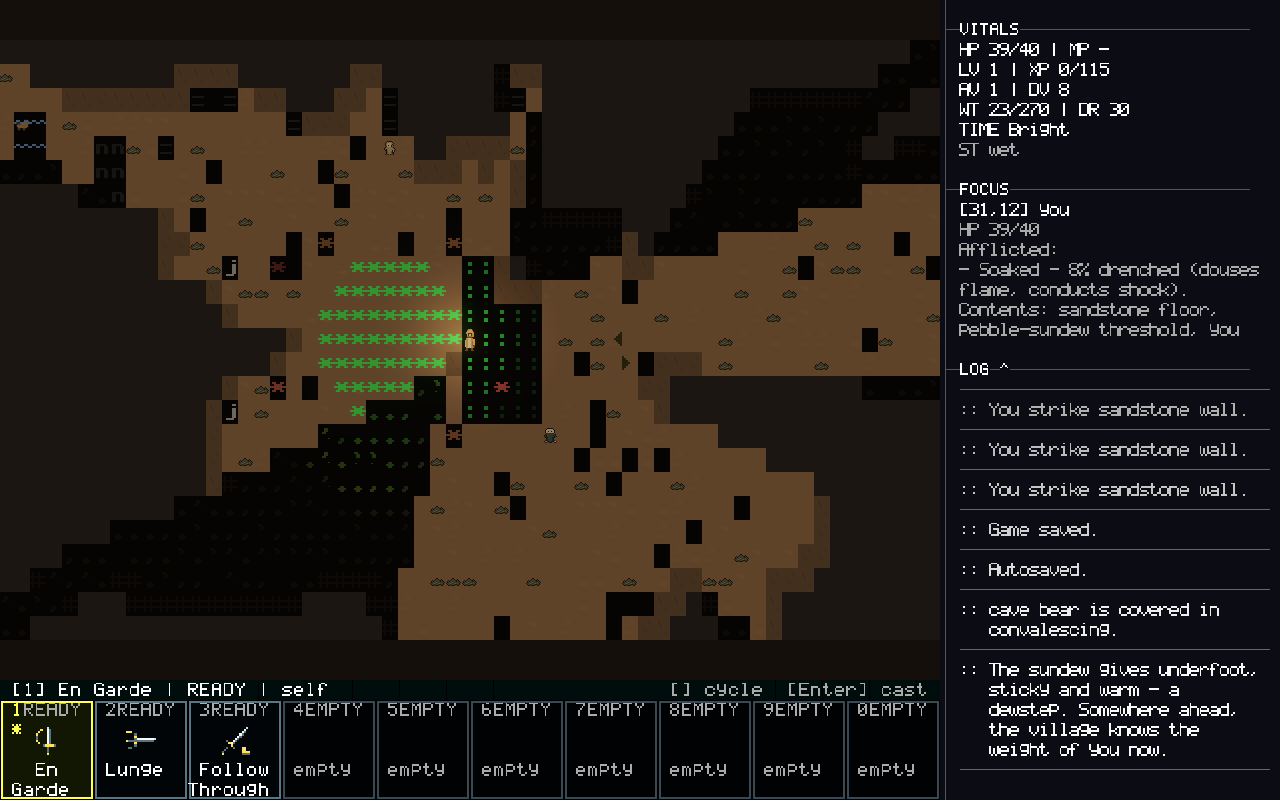 VITALS
HP 39/40 | MP -
LV 1 | XP 0/115
AV 1 | DV 8
WT 23/270 | DR 30
TIME Bright
ST wet
FOCUS
[31,12] You
HP 39/40
Afflicted:
- Soaked - 8% drenched (douses
flame, conducts shock).
Contents: sandstone floor,
Pebble-sundew threshold, You
LOG ^
:: You strike sandstone wall.
:: You strike sandstone wall.
:: You strike sandstone wall.
:: Game saved.
:: Autosaved.
:: cave bear is covered in
convalescing.
:: The sundew gives underfoot,
sticky and warm - a
dewstep. Somewhere ahead,
the village knows the
weight of you now.
n n
n
n
j
j
[1] En Garde | READY | self
[] cycle [Enter] cast
1READY 2READY 3READY 4EMPTY 5EMPTY 6EMPTY 7EMPTY 8EMPTY 9EMPTY 0EMPTY
*
En Garde
Lunge
Follow Through
empty empty empty empty empty empty empty